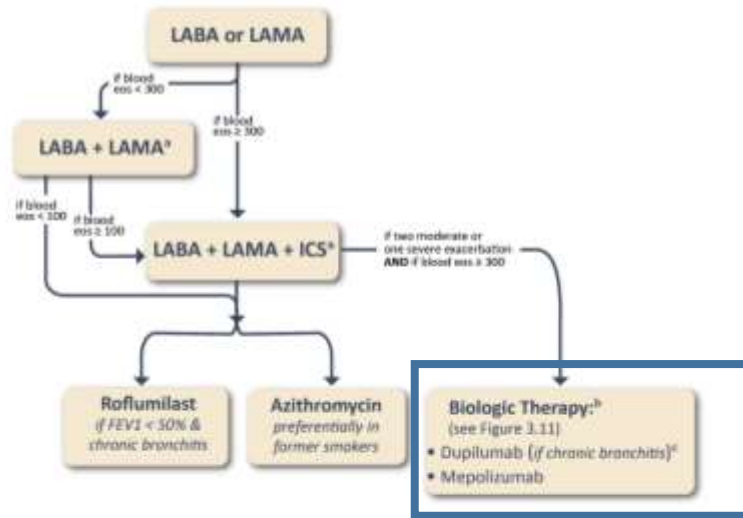 LABA or LAMA
if blood
eos < 300
if blood
eos ≥ 300
LABA + LAMAª
if blood
eos < 100
if blood
eos ≥ 100
LABA + LAMA + ICSª
if two moderate or
one severe exacerbation
AND if blood eos ≥ 300
Roflumilast
if FEV1 < 50% &
chronic bronchitis
Azithromycin
preferentially in
former smokers
Biologic Therapy:ᵇ
(see Figure 3.11)
• Dupilumab (if chronic bronchitis)
• Mepolizumab